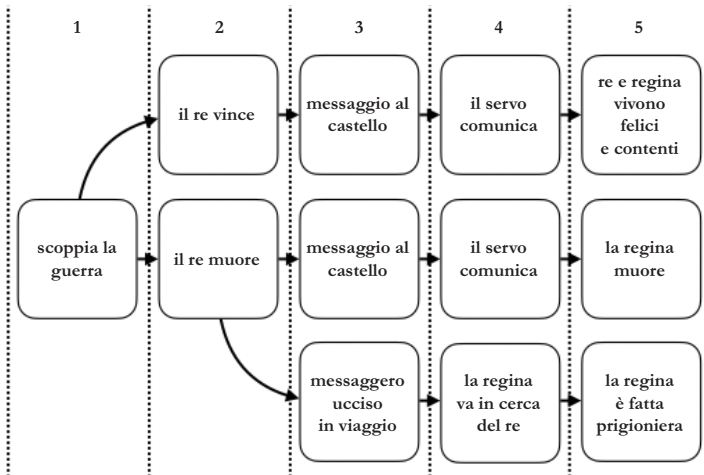 1
2
3
4
5
il re vince
messaggio al
castello
il servo
comunica
re e regina
vivono
felici
e contenti
scoppia la
guerra
il re muore
messaggio al
castello
il servo
comunica
la regina
muore
messaggero
ucciso
in viaggio
la regina
va in cerca
del re
la regina
è fatta
prigioniera